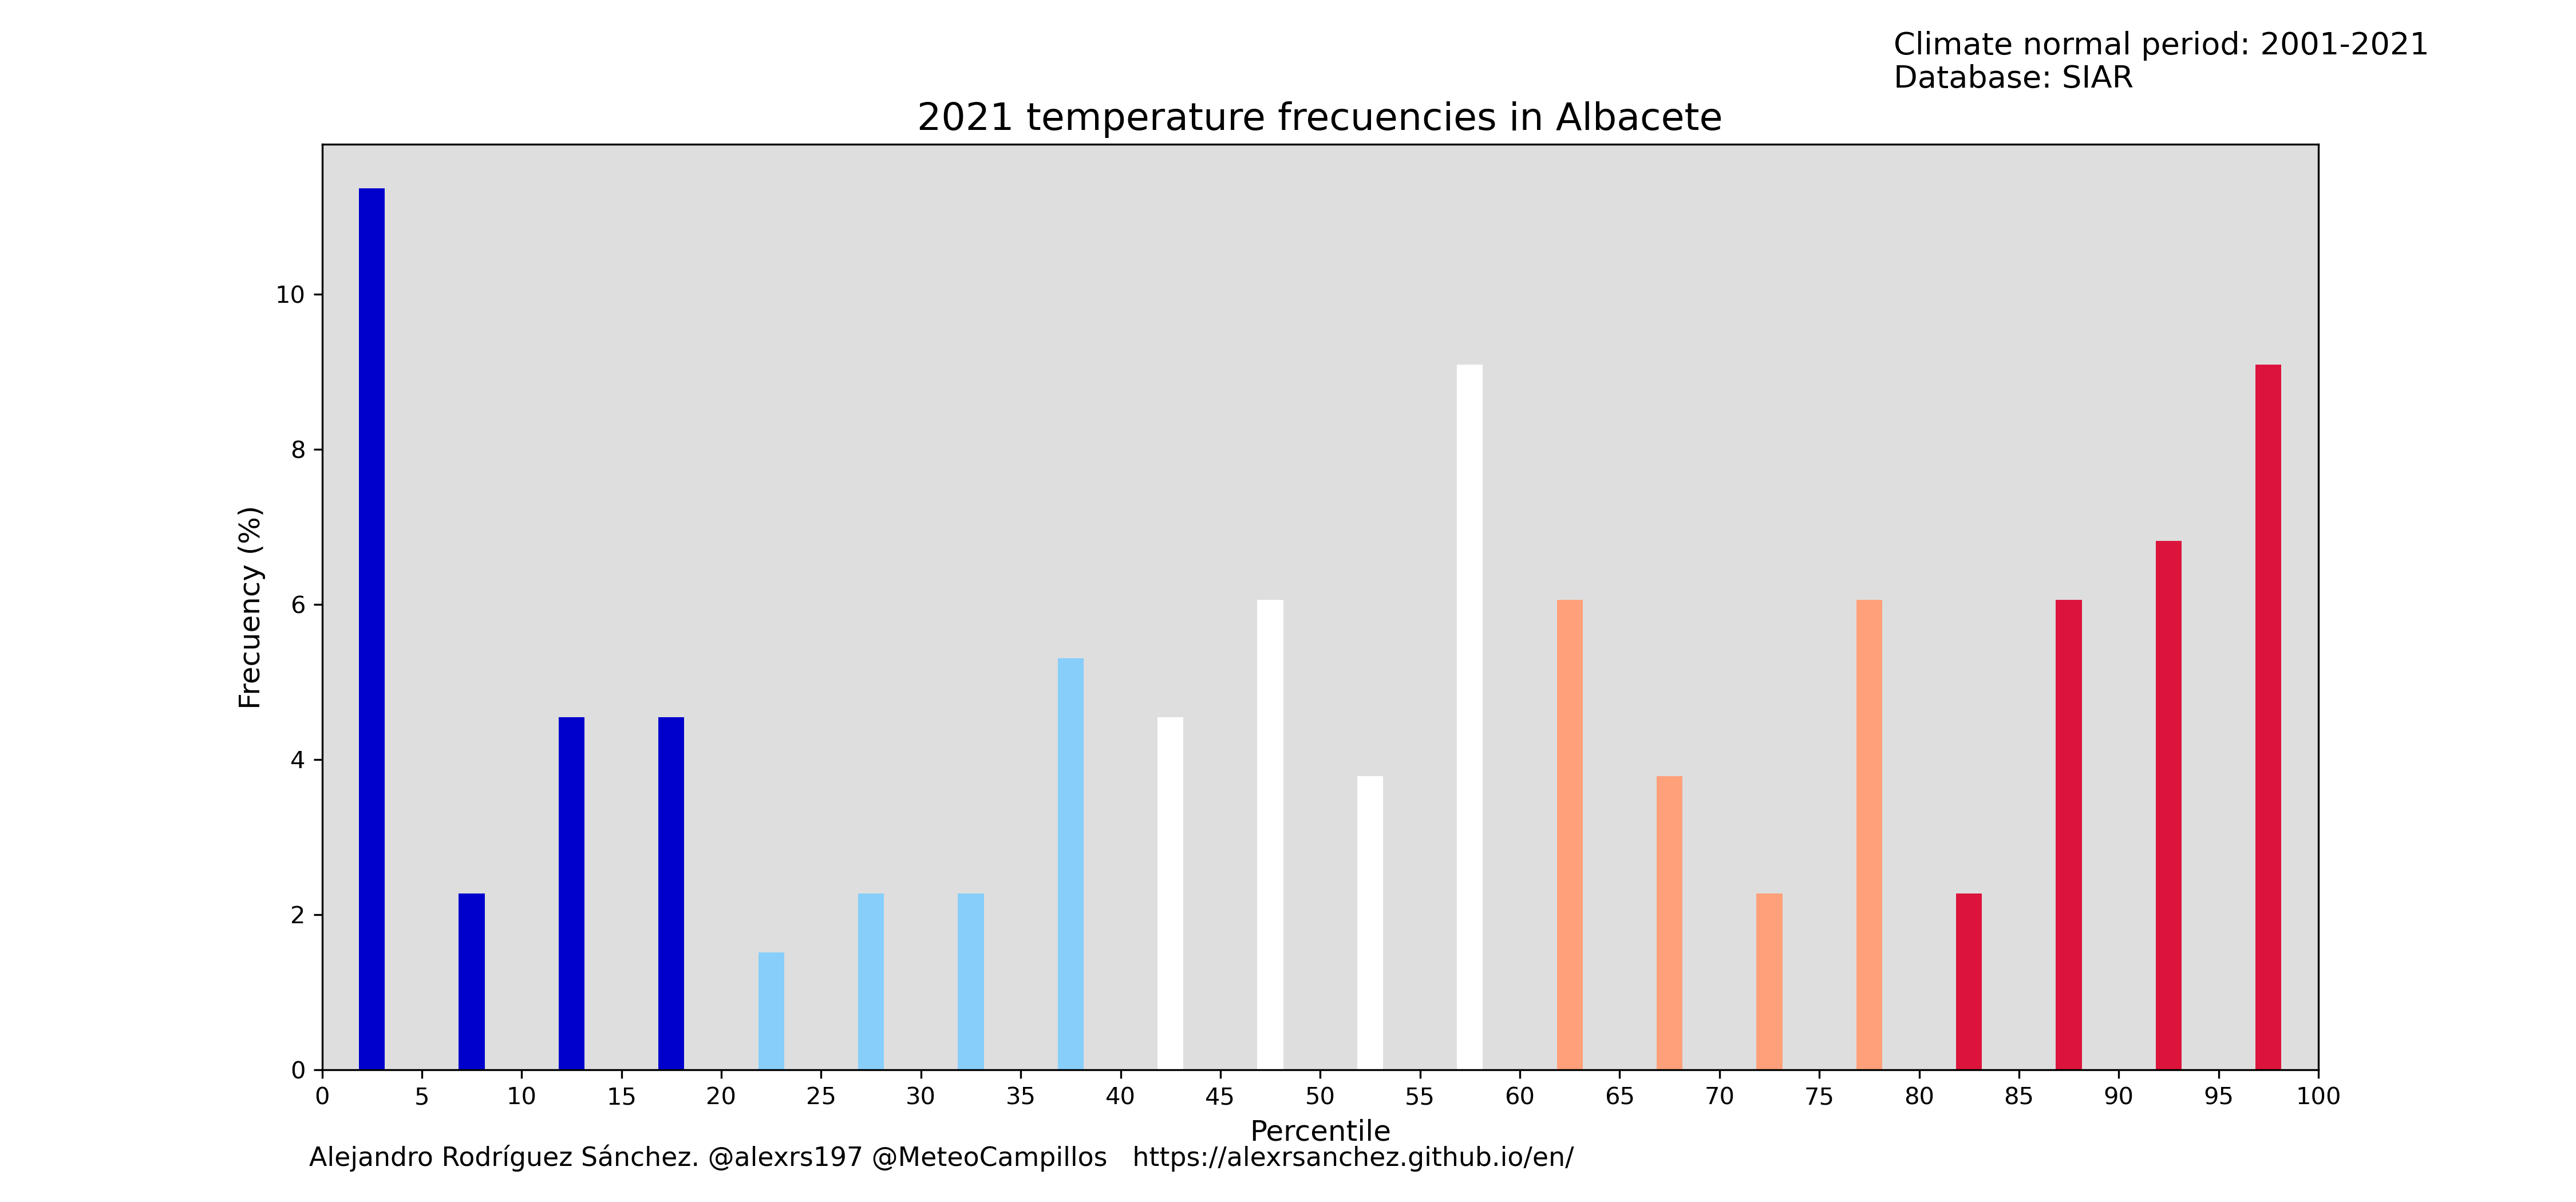 Climate normal period: 2001-2021
Database: SIAR
2021 temperature frecuencies in Albacete
Frecuency (%)
10
8
6
4
2
0
0 5 10 15 20 25 30 35 40 45 50 55 60 65 70 75 80 85 90 95 100
Percentile
Alejandro Rodríguez Sánchez. @alexrs197 @MeteoCampillos https://alexrsanchez.github.io/en/